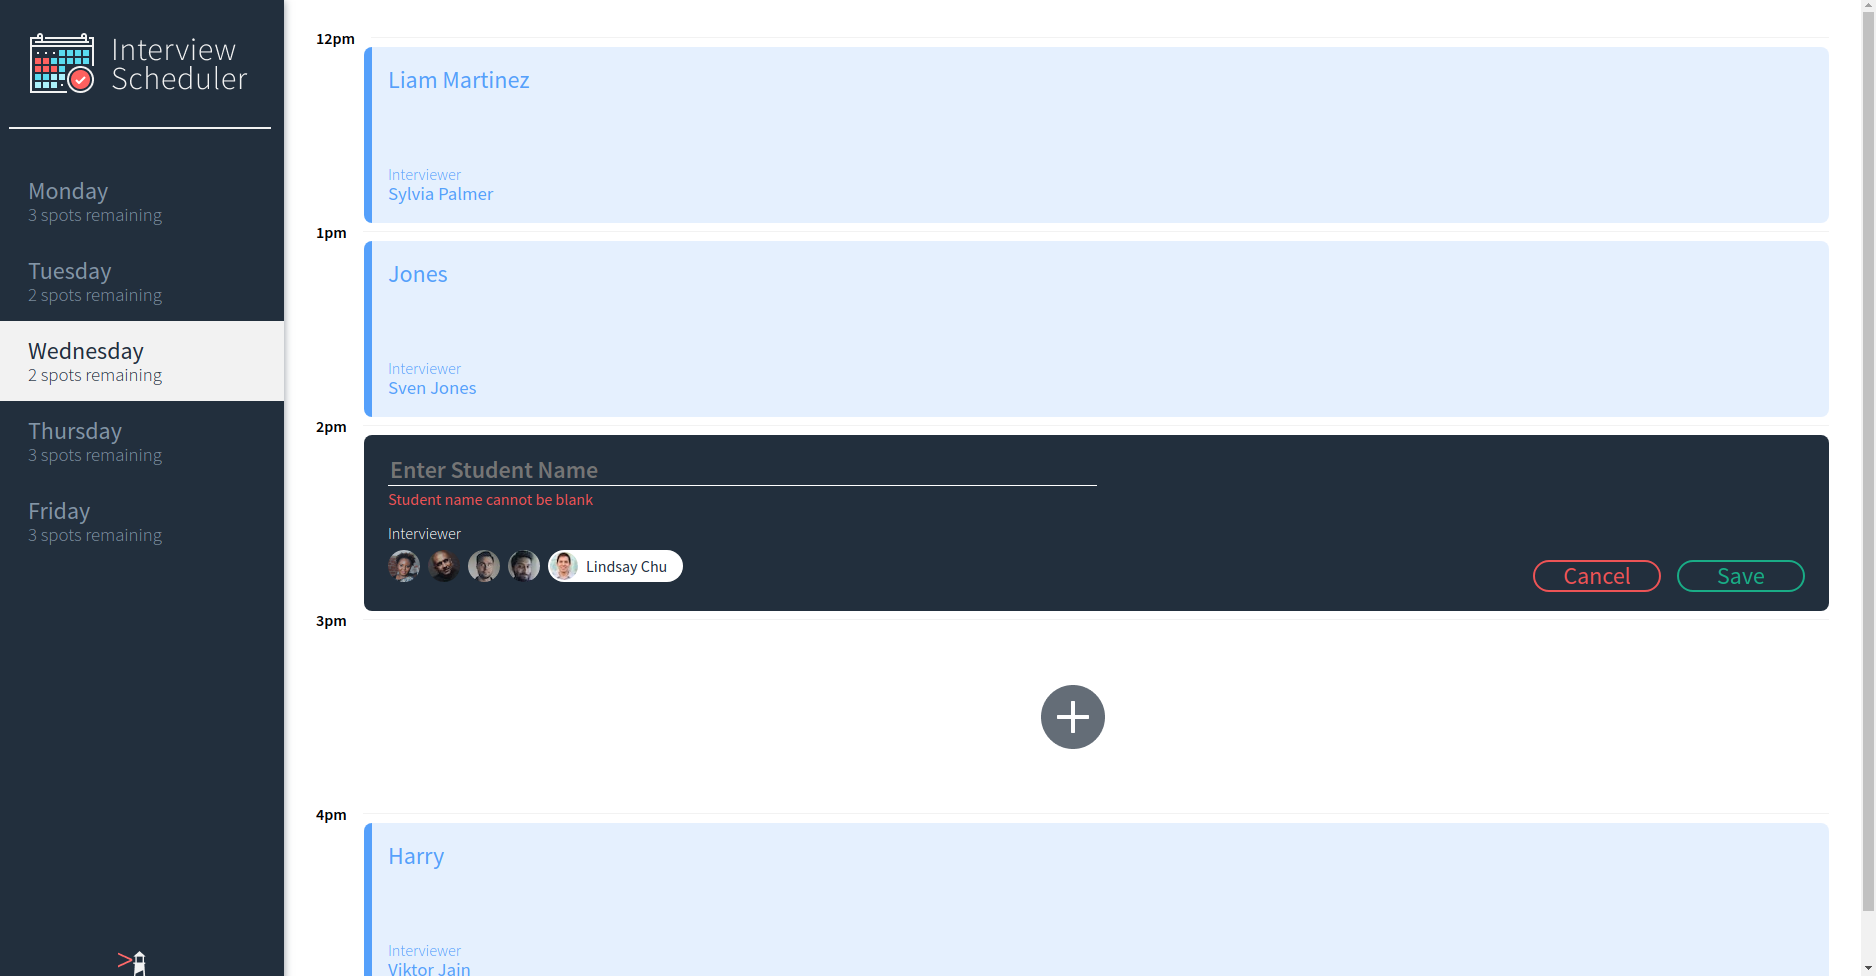 Interview
Scheduler
Monday
3 spots remaining
Tuesday
2 spots remaining
Wednesday
2 spots remaining
Thursday
3 spots remaining
Friday
3 spots remaining
12pm
Liam Martinez
Interviewer
Sylvia Palmer
1pm
Jones
Interviewer
Sven Jones
2pm
Enter Student Name
Student name cannot be blank
Interviewer
Lindsay Chu
Cancel
Save
3pm
4pm
Harry
Interviewer
Viktor Jain